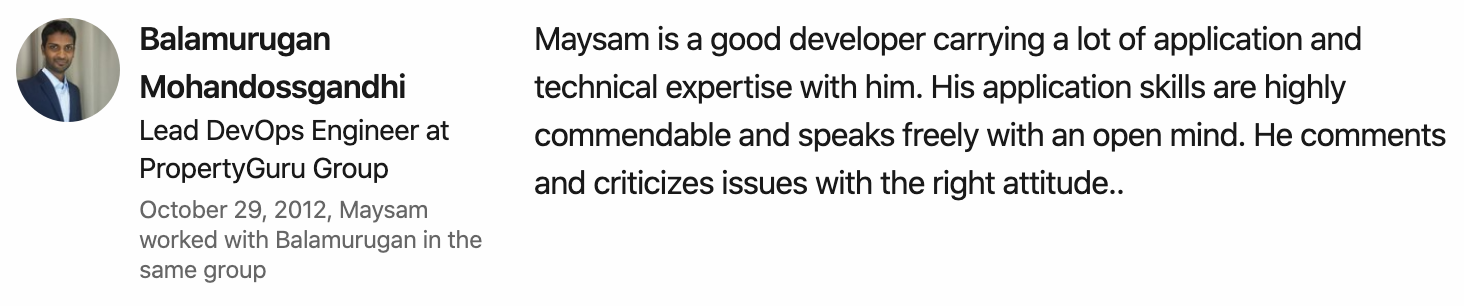 Balamurugan
Mohandossgandhi
Lead DevOps Engineer at
PropertyGuru Group
October 29, 2012, Maysam
worked with Balamurugan in the
same group
Maysam is a good developer carrying a lot of application and
technical expertise with him. His application skills are highly
commendable and speaks freely with an open mind. He comments
and criticizes issues with the right attitude..